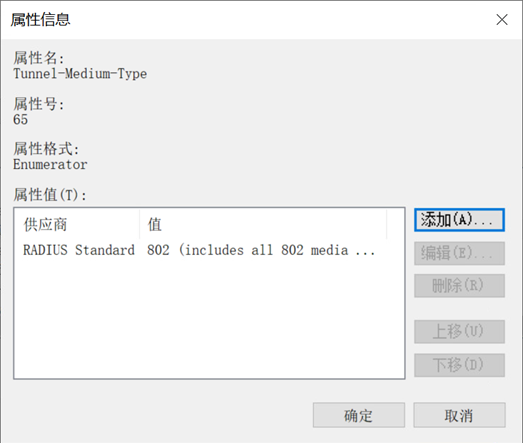 属性信息
属性名:
Tunnel-Medium-Type
属性号:
65
属性格式:
Enumerator
属性值(T):
供应商 值
RADIUS Standard 802 (includes all 802 media ...
添加(A)...
编辑(E)...
删除(R)
上移(U)
下移(D)
确定 取消